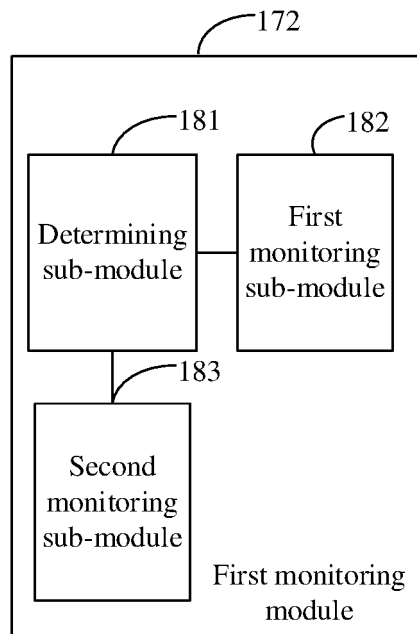 172
181
182
Determining
sub-module
First
monitoring
sub-module
183
Second
monitoring
sub-module
First monitoring
module